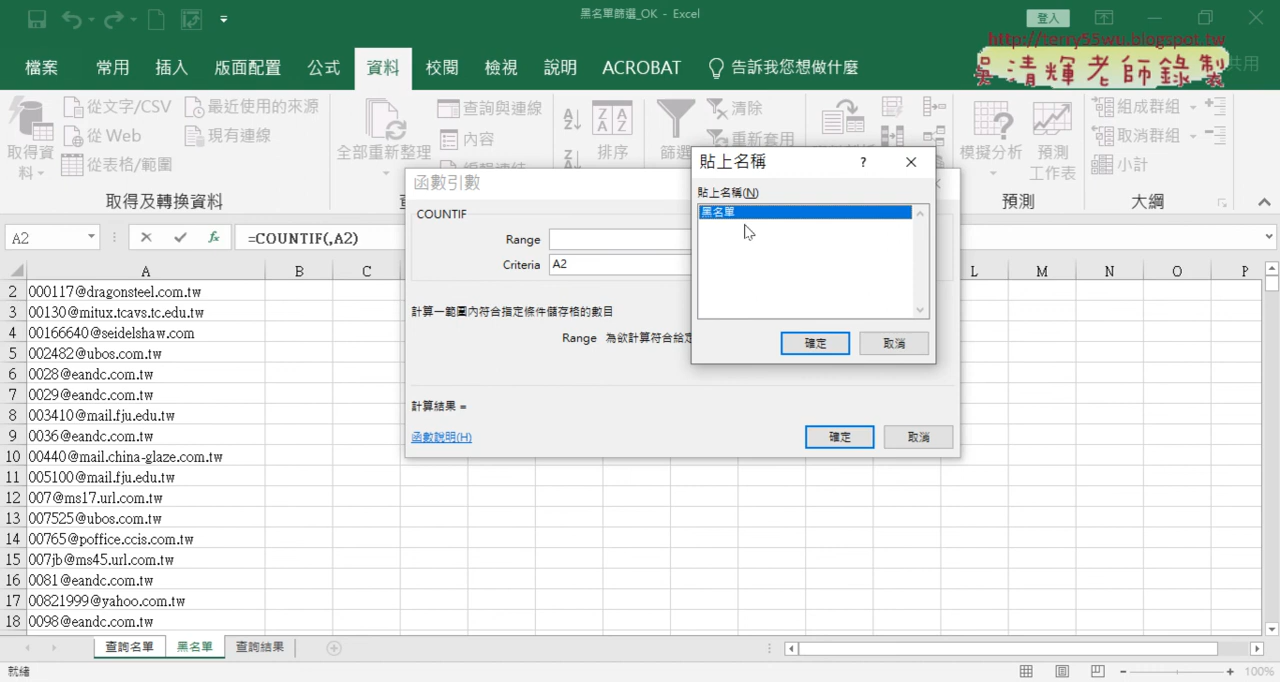 黑名單篩選_OK - Excel
登入
http://terry55wu.blogspot.tw
吳清輝老師錄製
檔案 常用 插入 版面配置 公式 資料 校閱 檢視 說明 ACROBAT 告訴我您想做什麼 共用
取得資料
從文字/CSV
從 Web
從表格/範圍
最近使用的來源
現有連線
取得及轉換資料
全部重新整理
查詢與連線
內容
排序
篩選
清除
重新套用
模擬分析
預測工作表
預測
組成群組
取消群組
小計
大綱
A2
=COUNTIF(,A2)
函數引數
COUNTIF
Range
Criteria A2
計算一範圍內符合指定條件儲存格的數目
Range 為欲計算符合給定
計算結果 =
函數說明(H)
確定 取消
貼上名稱 ?
貼上名稱(N)
黑名單
確定 取消
A B C L M N O P
2 000117@dragonsteel.com.tw
3 00130@mitux.tcavs.tc.edu.tw
4 00166640@seidelshaw.com
5 002482@ubos.com.tw
6 0028@eandc.com.tw
7 0029@eandc.com.tw
8 003410@mail.fju.edu.tw
9 0036@eandc.com.tw
10 00440@mail.china-glaze.com.tw
11 005100@mail.fju.edu.tw
12 007@ms17.url.com.tw
13 007525@ubos.com.tw
14 00765@poffice.ccis.com.tw
15 007jb@ms45.url.com.tw
16 0081@eandc.com.tw
17 00821999@yahoo.com.tw
18 0098@eandc.com.tw
查詢名單 黑名單 查詢結果
就緒
100%